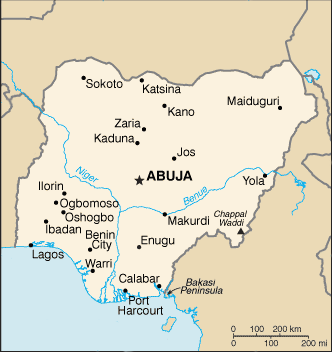 Sokoto
Katsina
Kano
Maiduguri
Zaria
Kaduna
Jos
Niger
ABUJA
Benue
Yola
Ilorin
Ogbomoso
Oshogbo
Ibadan
Chappal
Waddi
Makurdi
Benin
City
Enugu
Lagos
Warri
Calabar
Bakasi
Peninsula
Port
Harcourt
0 100 200 km
0 100 200 mi